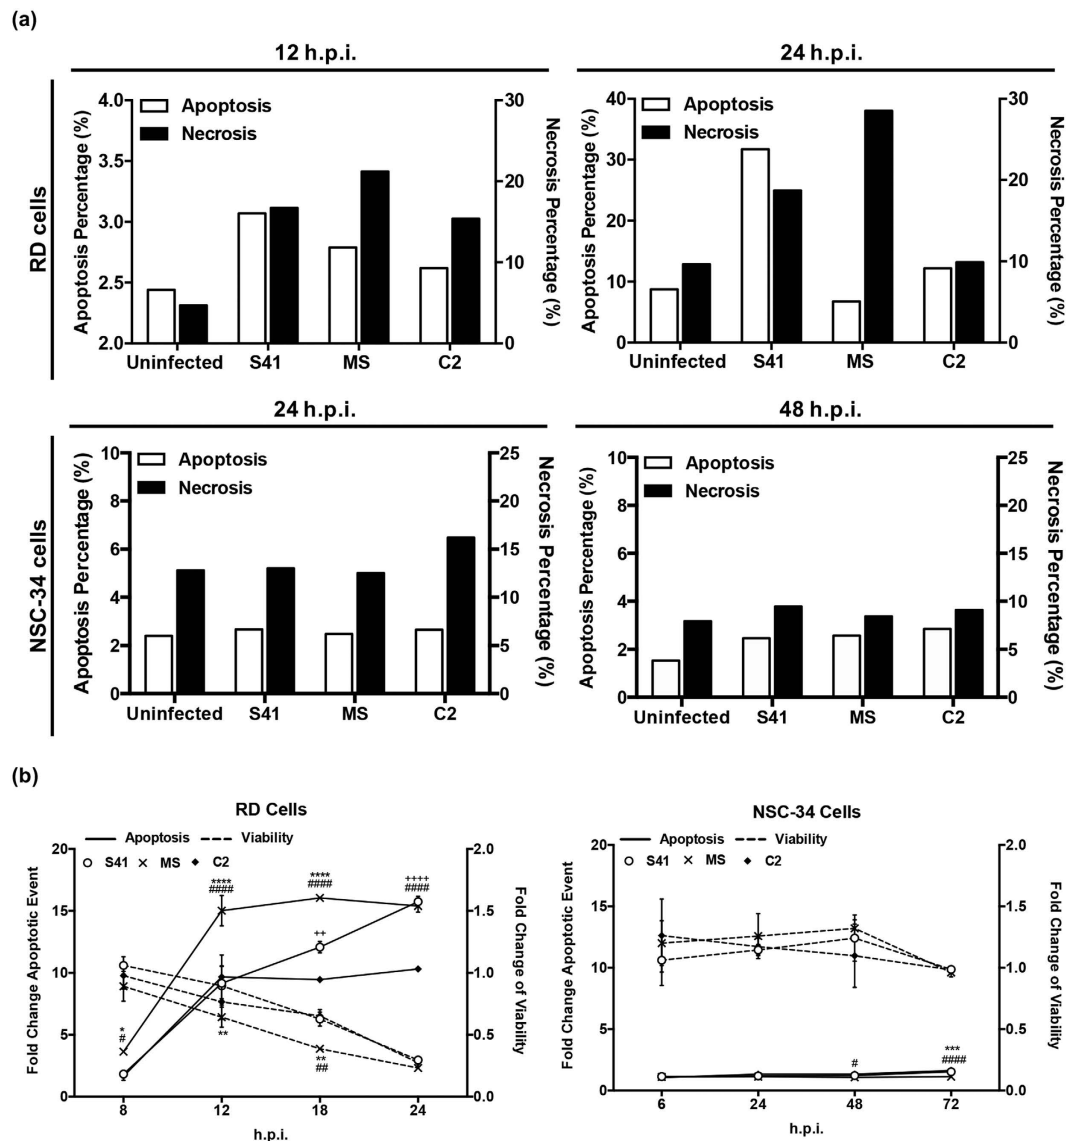 (a)
12 h.p.i.
24 h.p.i.
RD cells
Apoptosis Percentage (%)
4.0
3.5
3.0
2.5
2.0
Apoptosis
Necrosis
30
20
10
0
Necrosis Percentage (%)
Uninfected S41 MS C2
Apoptosis Percentage (%)
40
30
20
10
0
Apoptosis
Necrosis
30
20
10
0
Necrosis Percentage (%)
Uninfected S41 MS C2
24 h.p.i.
48 h.p.i.
NSC-34 cells
Apoptosis Percentage (%)
10
8
6
4
2
0
Apoptosis
Necrosis
25
20
15
10
5
0
Necrosis Percentage (%)
Uninfected S41 MS C2
Apoptosis Percentage (%)
10
8
6
4
2
0
Apoptosis
Necrosis
25
20
15
10
5
0
Necrosis Percentage (%)
Uninfected S41 MS C2
(b)
RD Cells
Apoptosis Viability
S41 MS C2
Fold Change Apoptotic Event
20
15
10
5
0
****
####
****
####
++++
####
++
*
#
**
**
##
2.0
1.5
1.0
0.5
0.0
Fold Change of Viability
8 12 18 24
h.p.i.
NSC-34 Cells
Apoptosis Viability
S41 MS C2
Fold Change Apoptotic Event
20
15
10
5
0
#
***
####
2.0
1.5
1.0
0.5
0.0
Fold Change of Viability
6 24 48 72
h.p.i.